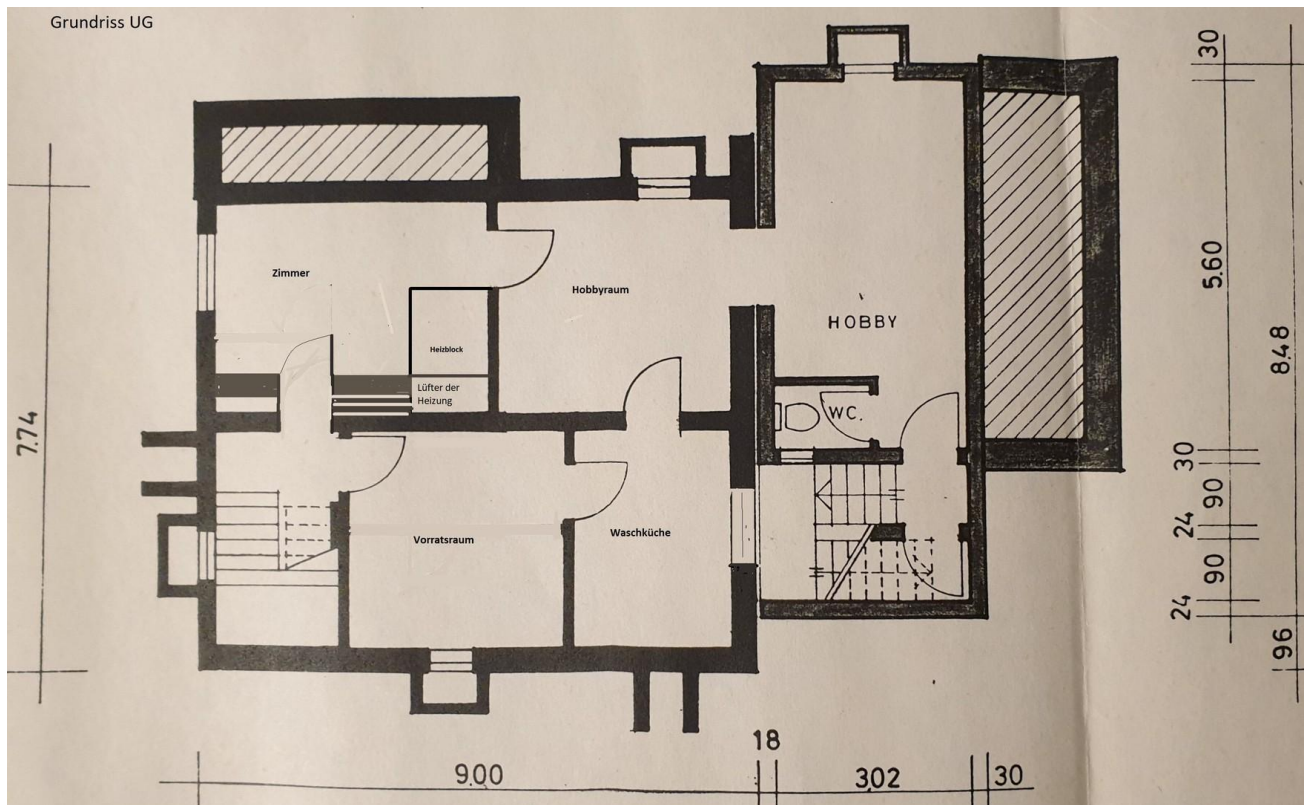 Grundriss UG
30
Zimmer
Hobbyraum
5.60
HOBBY
Heizblock
8.48
Lüfter der
Heizung
WC.
7.74
30
90
Vorratsraum
Waschküche
24
90
24
96
18
9.00
3.02
30